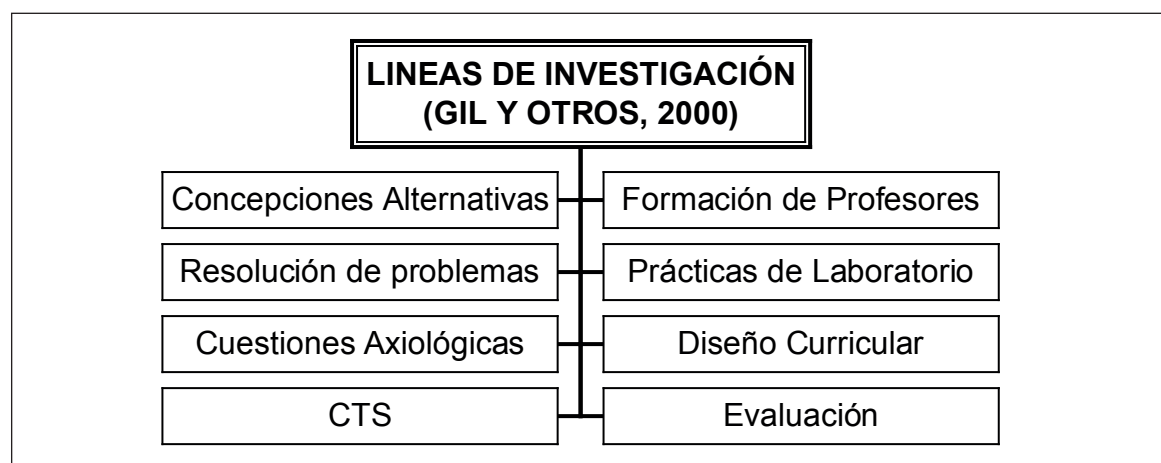 LINEAS DE INVESTIGACIÓN
(GIL Y OTROS, 2000)
Concepciones Alternativas
Formación de Profesores
Resolución de problemas
Prácticas de Laboratorio
Cuestiones Axiológicas
Diseño Curricular
CTS
Evaluación